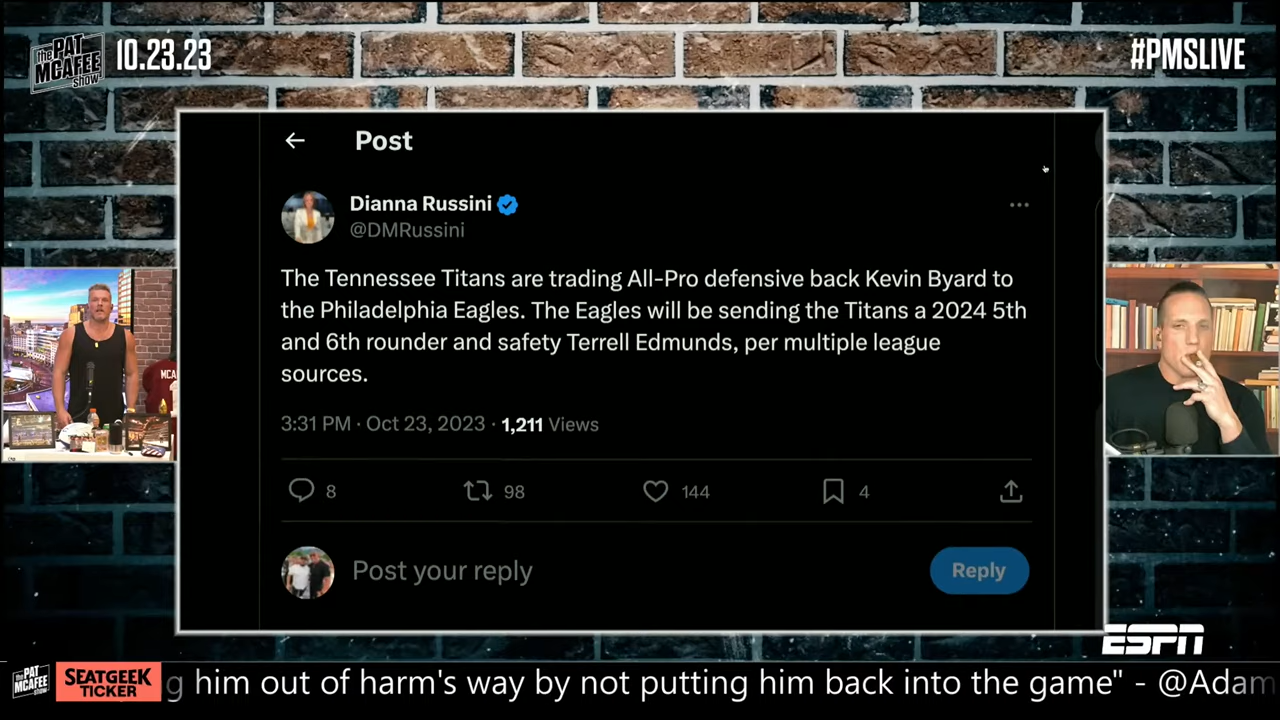 the PAT MCAFEE show
10.23.23
#PMSLIVE
Post
Dianna Russini
@DMRussini
The Tennessee Titans are trading All-Pro defensive back Kevin Byard to
the Philadelphia Eagles. The Eagles will be sending the Titans a 2024 5th
and 6th rounder and safety Terrell Edmunds, per multiple league
sources.
3:31 PM · Oct 23, 2023 · 1,211 Views
8 98 144 4
Post your reply
Reply
MCA
ESPN
the PAT MCAFEE show
SEATGEEK
TICKER
g him out of harm's way by not putting him back into the game" - @Adam